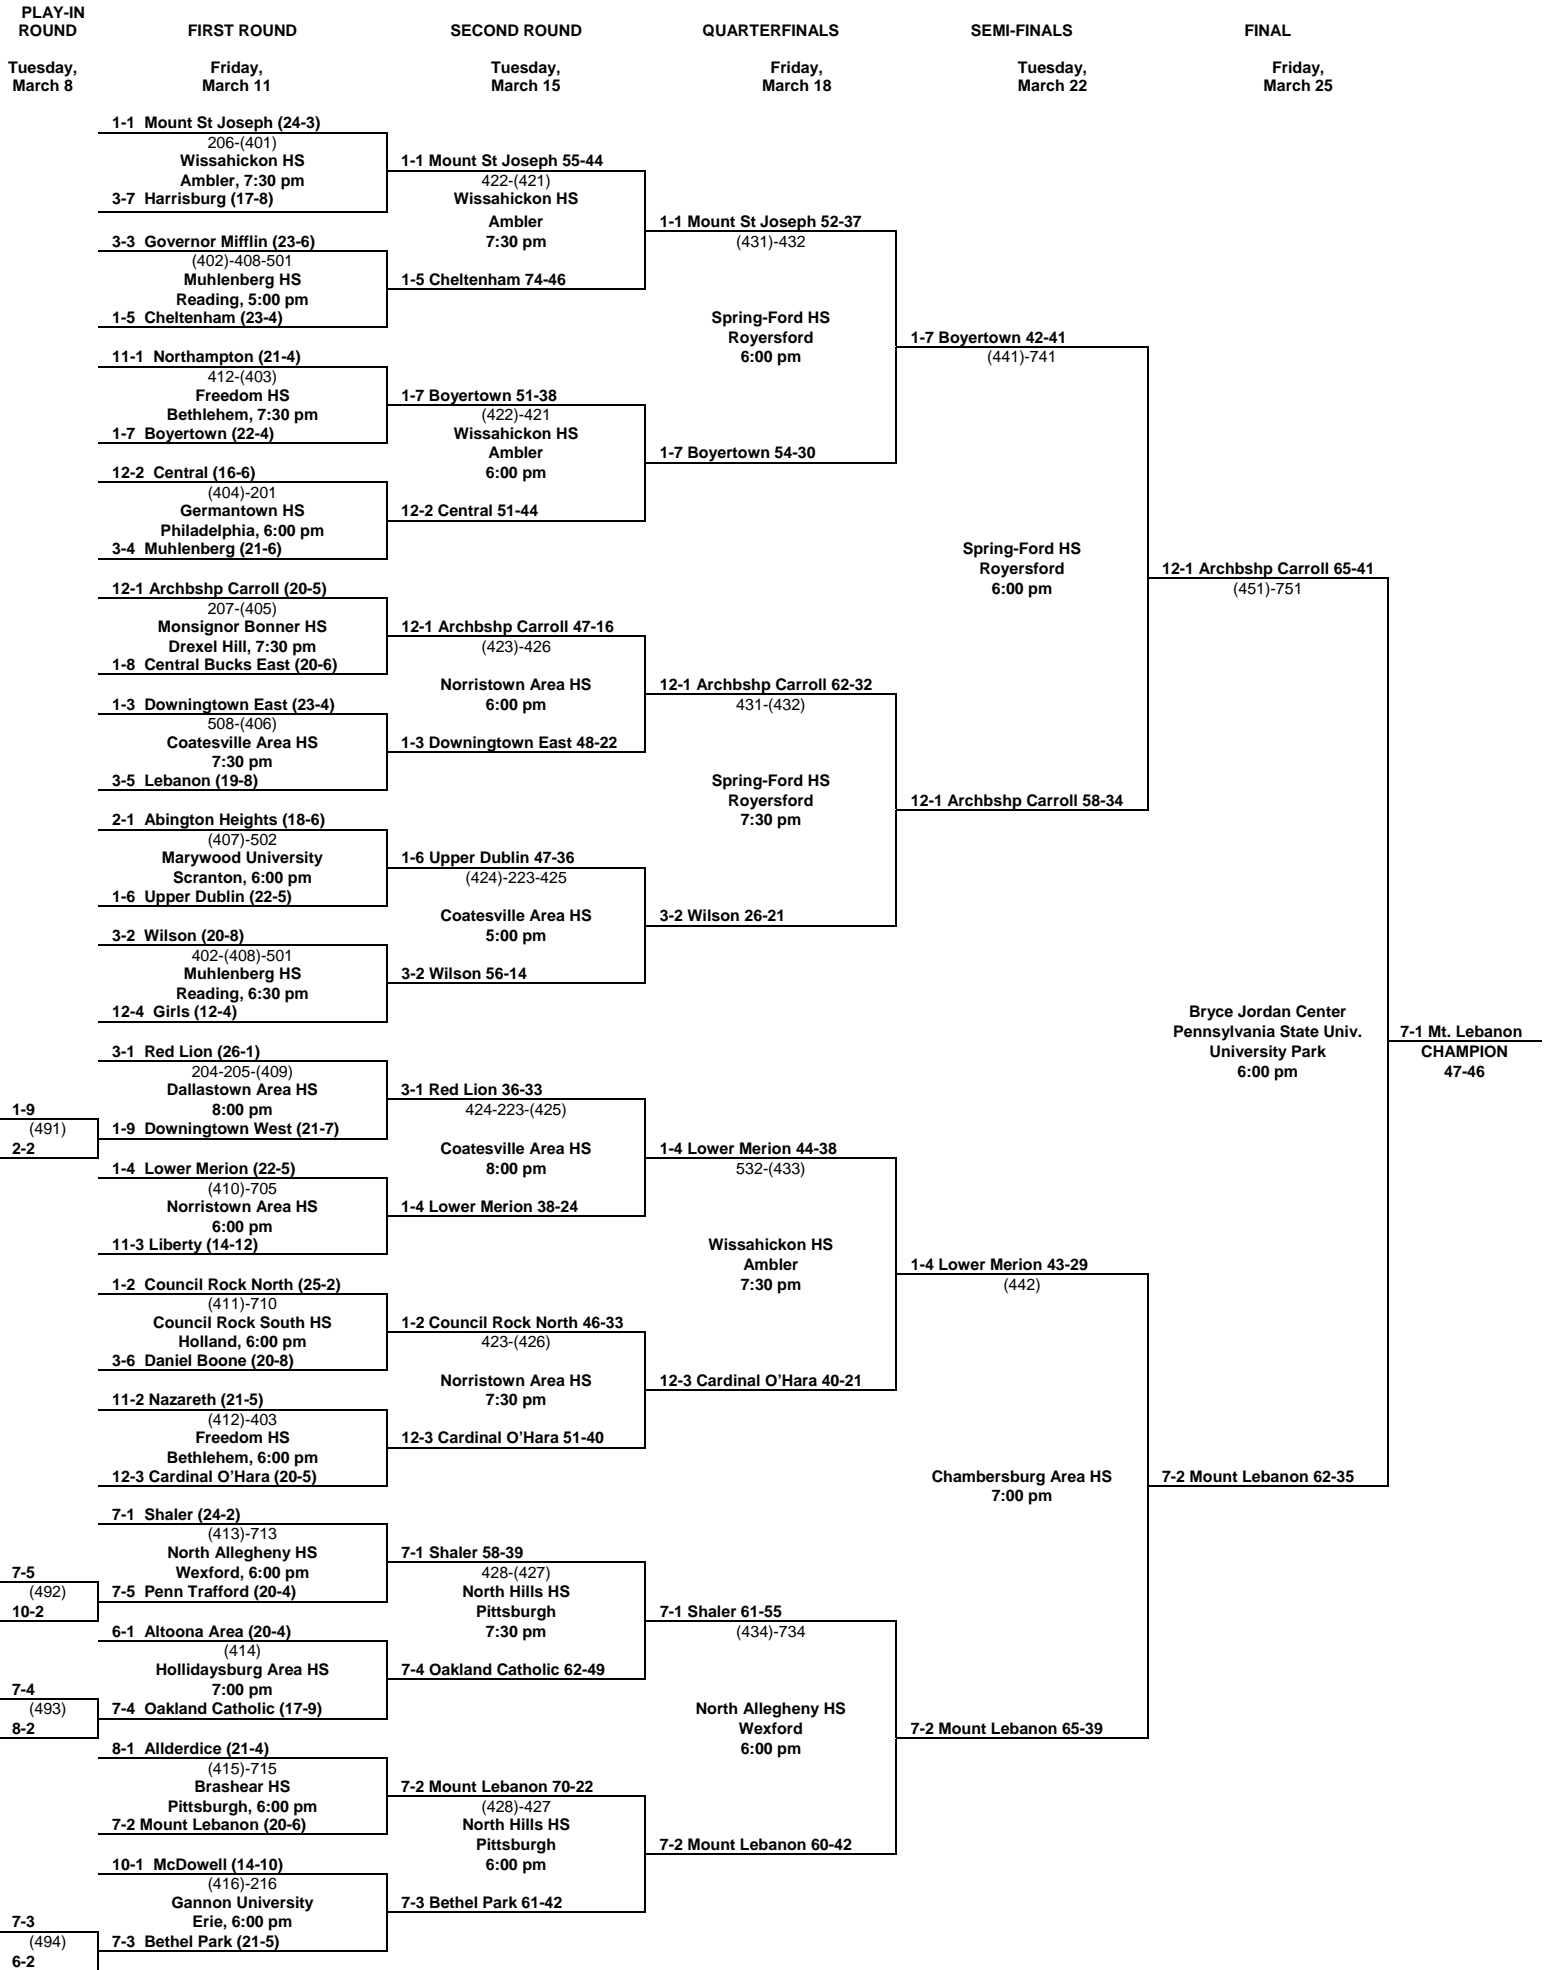 PLAY-IN
ROUND
FIRST ROUND
SECOND ROUND
QUARTERFINALS
SEMI-FINALS
FINAL
Tuesday,
March 8
Friday,
March 11
Tuesday,
March 15
Friday,
March 18
Tuesday,
March 22
Friday,
March 25
1-9
(491)
2-2
7-5
(492)
10-2
7-4
(493)
8-2
7-3
(494)
6-2
1-1 Mount St Joseph (24-3)
206-(401)
Wissahickon HS
Ambler, 7:30 pm
3-7 Harrisburg (17-8)
3-3 Governor Mifflin (23-6)
(402)-408-501
Muhlenberg HS
Reading, 5:00 pm
1-5 Cheltenham (23-4)
11-1 Northampton (21-4)
412-(403)
Freedom HS
Bethlehem, 7:30 pm
1-7 Boyertown (22-4)
12-2 Central (16-6)
(404)-201
Germantown HS
Philadelphia, 6:00 pm
3-4 Muhlenberg (21-6)
12-1 Archbshp Carroll (20-5)
207-(405)
Monsignor Bonner HS
Drexel Hill, 7:30 pm
1-8 Central Bucks East (20-6)
1-3 Downingtown East (23-4)
508-(406)
Coatesville Area HS
7:30 pm
3-5 Lebanon (19-8)
2-1 Abington Heights (18-6)
(407)-502
Marywood University
Scranton, 6:00 pm
1-6 Upper Dublin (22-5)
3-2 Wilson (20-8)
402-(408)-501
Muhlenberg HS
Reading, 6:30 pm
12-4 Girls (12-4)
3-1 Red Lion (26-1)
204-205-(409)
Dallastown Area HS
8:00 pm
1-9 Downingtown West (21-7)
1-4 Lower Merion (22-5)
(410)-705
Norristown Area HS
6:00 pm
11-3 Liberty (14-12)
1-2 Council Rock North (25-2)
(411)-710
Council Rock South HS
Holland, 6:00 pm
3-6 Daniel Boone (20-8)
11-2 Nazareth (21-5)
(412)-403
Freedom HS
Bethlehem, 6:00 pm
12-3 Cardinal O’Hara (20-5)
7-1 Shaler (24-2)
(413)-713
North Allegheny HS
Wexford, 6:00 pm
7-5 Penn Trafford (20-4)
6-1 Altoona Area (20-4)
(414)
Hollidaysburg Area HS
7:00 pm
7-4 Oakland Catholic (17-9)
8-1 Allderdice (21-4)
(415)-715
Brashear HS
Pittsburgh, 6:00 pm
7-2 Mount Lebanon (20-6)
10-1 McDowell (14-10)
(416)-216
Gannon University
Erie, 6:00 pm
7-3 Bethel Park (21-5)
1-1 Mount St Joseph 55-44
422-(421)
Wissahickon HS
Ambler
7:30 pm
1-5 Cheltenham 74-46
1-7 Boyertown 51-38
(422)-421
Wissahickon HS
Ambler
6:00 pm
12-2 Central 51-44
12-1 Archbshp Carroll 47-16
(423)-426
Norristown Area HS
6:00 pm
1-3 Downingtown East 48-22
1-6 Upper Dublin 47-36
(424)-223-425
Coatesville Area HS
5:00 pm
3-2 Wilson 56-14
3-1 Red Lion 36-33
424-223-(425)
Coatesville Area HS
8:00 pm
1-4 Lower Merion 38-24
1-2 Council Rock North 46-33
423-(426)
Norristown Area HS
7:30 pm
12-3 Cardinal O’Hara 51-40
7-1 Shaler 58-39
428-(427)
North Hills HS
Pittsburgh
7:30 pm
7-4 Oakland Catholic 62-49
7-2 Mount Lebanon 70-22
(428)-427
North Hills HS
Pittsburgh
6:00 pm
7-3 Bethel Park 61-42
1-1 Mount St Joseph 52-37
(431)-432
Spring-Ford HS
Royersford
6:00 pm
1-7 Boyertown 54-30
12-1 Archbshp Carroll 62-32
431-(432)
Spring-Ford HS
Royersford
7:30 pm
3-2 Wilson 26-21
1-4 Lower Merion 44-38
532-(433)
Wissahickon HS
Ambler
7:30 pm
12-3 Cardinal O’Hara 40-21
7-1 Shaler 61-55
(434)-734
North Allegheny HS
Wexford
6:00 pm
7-2 Mount Lebanon 60-42
1-7 Boyertown 42-41
(441)-741
Spring-Ford HS
Royersford
6:00 pm
12-1 Archbshp Carroll 58-34
1-4 Lower Merion 43-29
(442)
Chambersburg Area HS
7:00 pm
7-2 Mount Lebanon 65-39
12-1 Archbshp Carroll 65-41
(451)-751
Bryce Jordan Center
Pennsylvania State Univ.
University Park
6:00 pm
7-2 Mount Lebanon 62-35
7-1 Mt. Lebanon
CHAMPION
47-46